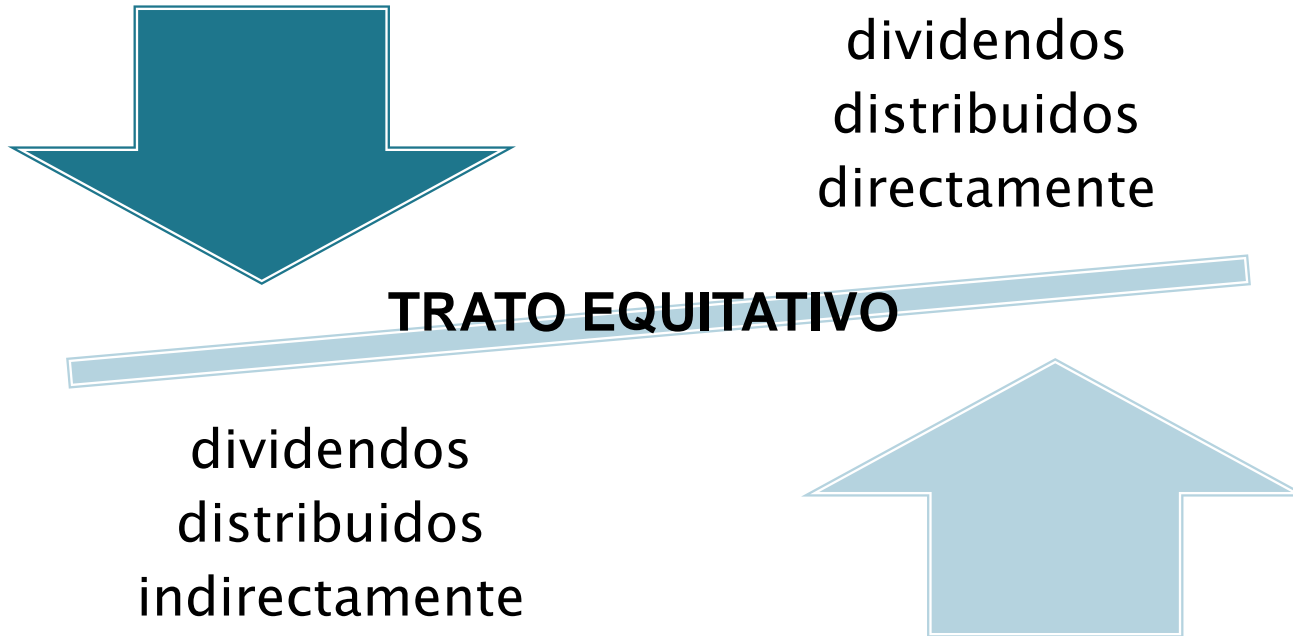 dividendos
distribuidos
directamente
TRATO EQUITATIVO
dividendos
distribuidos
indirectamente